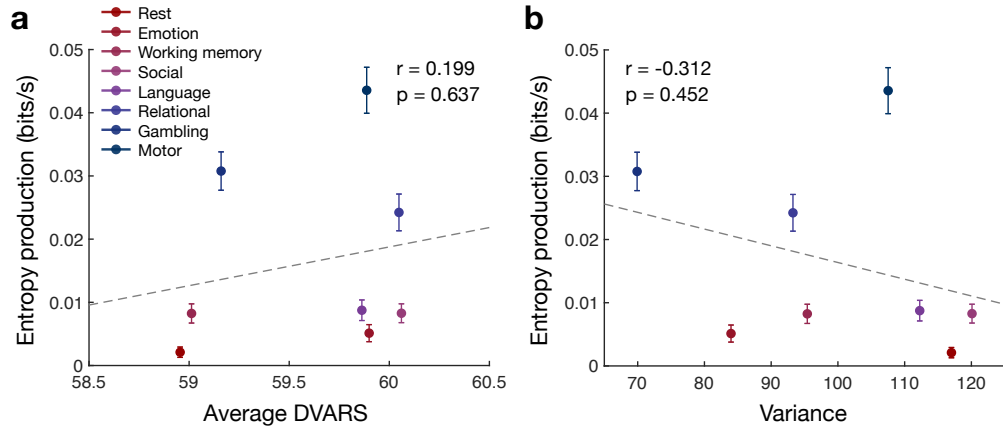 a
Rest
Emotion
Working memory
Social
Language
Relational
Gambling
Motor
r = 0.199
p = 0.637
Entropy production (bits/s)
0.05
0.04
0.03
0.02
0.01
0
58.5 59 59.5 60 60.5
Average DVARS
b
r = -0.312
p = 0.452
Entropy production (bits/s)
0.05
0.04
0.03
0.02
0.01
0
70 80 90 100 110 120
Variance